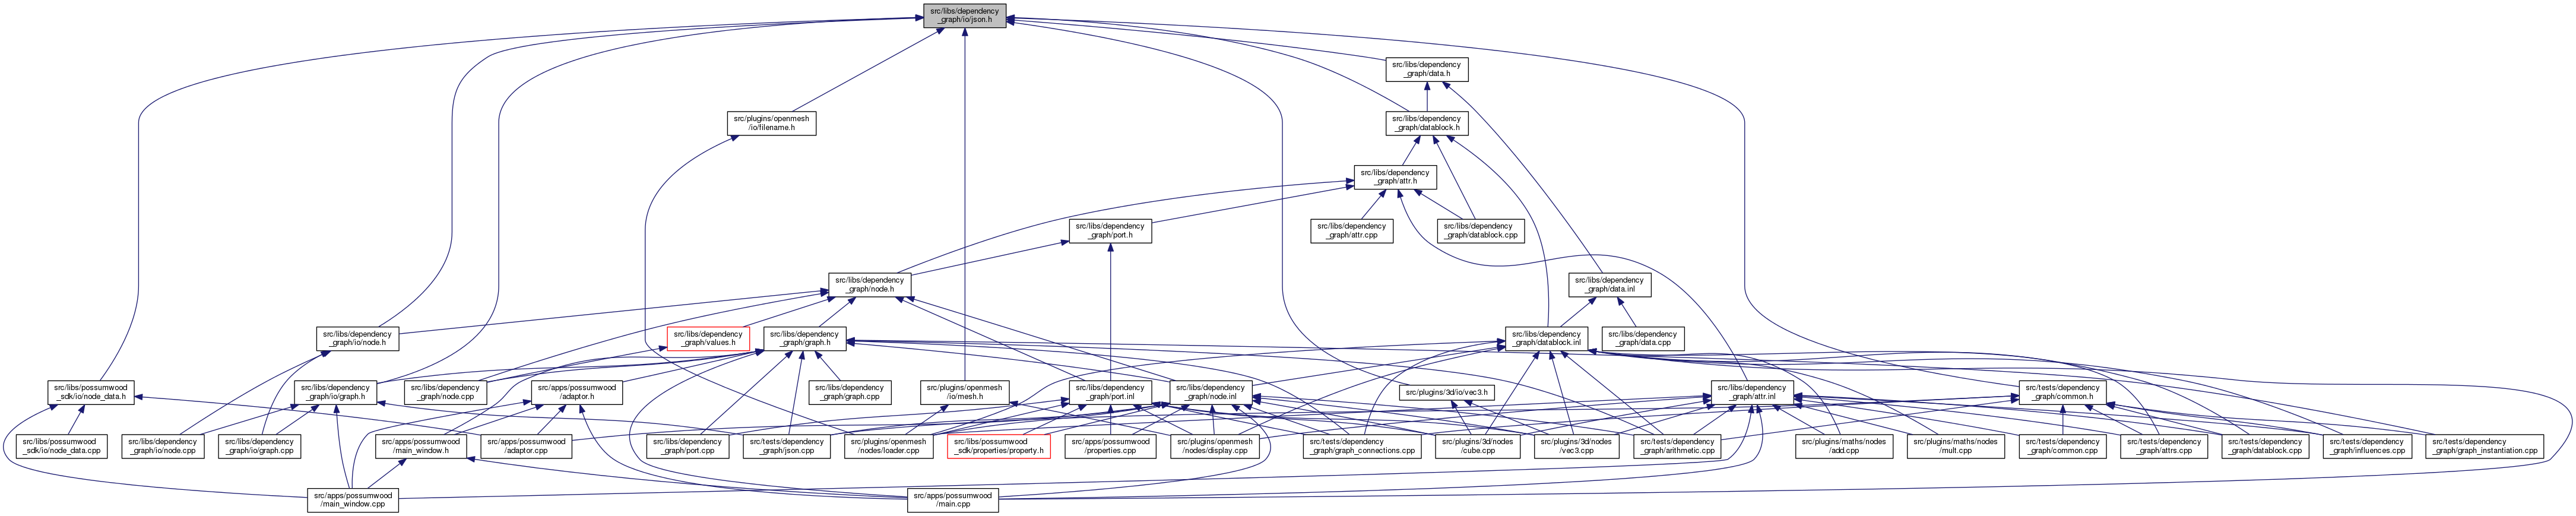 src/libs/dependency
_graph/io/json.h
src/libs/dependency
_graph/data.h
src/plugins/openmesh
/io/filename.h
src/libs/dependency
_graph/datablock.h
src/libs/dependency
_graph/attr.h
src/libs/dependency
_graph/port.h
src/libs/dependency
_graph/attr.cpp
src/libs/dependency
_graph/datablock.cpp
src/libs/dependency
_graph/node.h
src/libs/dependency
_graph/data.inl
src/libs/dependency
_graph/io/node.h
src/libs/dependency
_graph/values.h
src/libs/dependency
_graph/graph.h
src/libs/dependency
_graph/datablock.inl
src/libs/dependency
_graph/data.cpp
src/libs/possumwood
_sdk/io/node_data.h
src/libs/dependency
_graph/io/graph.h
src/libs/dependency
_graph/node.cpp
src/apps/possumwood
/adaptor.h
src/libs/dependency
_graph/graph.cpp
src/plugins/openmesh
/io/mesh.h
src/libs/dependency
_graph/port.inl
src/libs/dependency
_graph/node.inl
src/plugins/3d/io/vec3.h
src/libs/dependency
_graph/attr.inl
src/tests/dependency
_graph/common.h
src/libs/possumwood
_sdk/io/node_data.cpp
src/libs/dependency
_graph/io/node.cpp
src/libs/dependency
_graph/io/graph.cpp
src/apps/possumwood
/main_window.h
src/apps/possumwood
/adaptor.cpp
src/libs/dependency
_graph/port.cpp
src/tests/dependency
_graph/json.cpp
src/plugins/openmesh
/nodes/loader.cpp
src/libs/possumwood
_sdk/properties/property.h
src/apps/possumwood
/properties.cpp
src/plugins/openmesh
/nodes/display.cpp
src/tests/dependency
_graph/graph_connections.cpp
src/plugins/3d/nodes
/cube.cpp
src/plugins/3d/nodes
/vec3.cpp
src/tests/dependency
_graph/arithmetic.cpp
src/plugins/maths/nodes
/add.cpp
src/plugins/maths/nodes
/mult.cpp
src/tests/dependency
_graph/common.cpp
src/tests/dependency
_graph/attrs.cpp
src/tests/dependency
_graph/datablock.cpp
src/tests/dependency
_graph/influences.cpp
src/tests/dependency
_graph/graph_instantiation.cpp
src/apps/possumwood
/main_window.cpp
src/apps/possumwood
/main.cpp